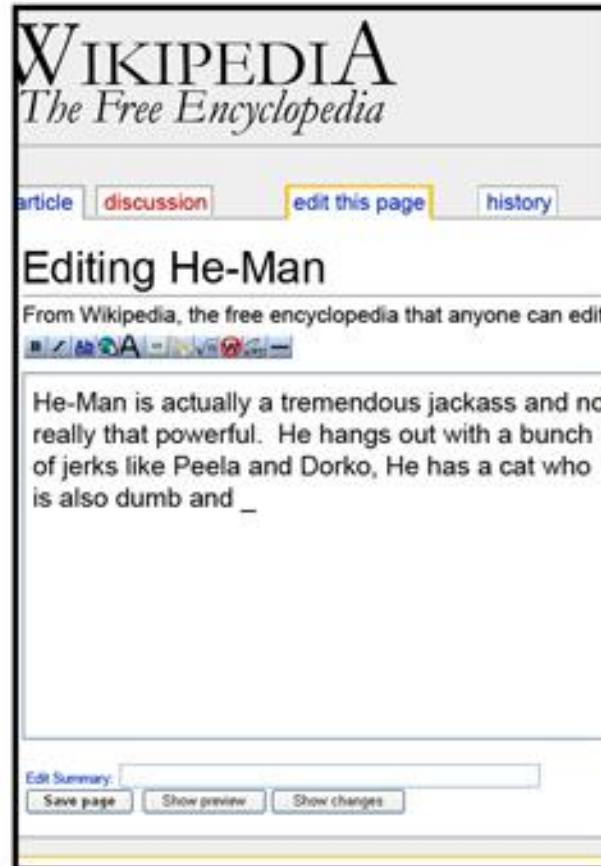 WIKIPEDIA
The Free Encyclopedia
article discussion edit this page history
Editing He-Man
From Wikipedia, the free encyclopedia that anyone can edit
He-Man is actually a tremendous jackass and no
really that powerful. He hangs out with a bunch
of jerks like Peela and Dorko, He has a cat who
is also dumb and _
Edit Summary:
Save page Show preview Show changes